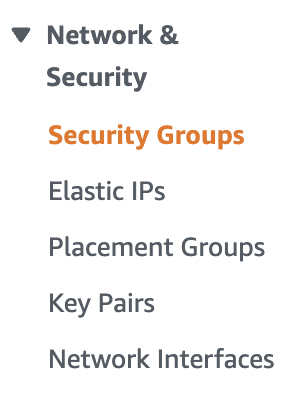 Network &
Security
Security Groups
Elastic IPs
Placement Groups
Key Pairs
Network Interfaces